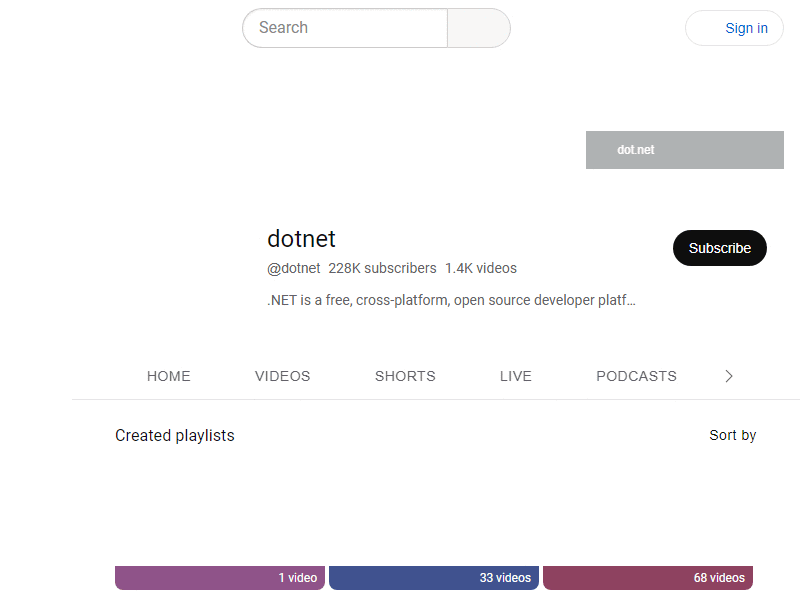 Search
Sign in
dot.net
dotnet
Subscribe
@dotnet 228K subscribers 1.4K videos
.NET is a free, cross-platform, open source developer platf…
HOME VIDEOS SHORTS LIVE PODCASTS
Created playlists
Sort by
1 video
33 videos
68 videos